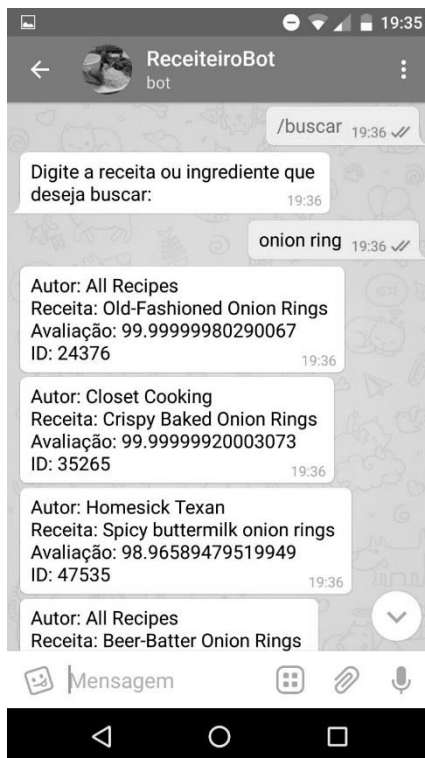 19:35
ReceiteiroBot
bot
/buscar 19:36
Digite a receita ou ingrediente que
deseja buscar: 19:36
onion ring 19:36
Autor: All Recipes
Receita: Old-Fashioned Onion Rings
Avaliação: 99.99999980290067
ID: 24376 19:36
Autor: Closet Cooking
Receita: Crispy Baked Onion Rings
Avaliação: 99.99999920003073
ID: 35265 19:36
Autor: Homesick Texan
Receita: Spicy buttermilk onion rings
Avaliação: 98.96589479519949
ID: 47535 19:36
Autor: All Recipes
Receita: Beer-Batter Onion Rings
Mensagem